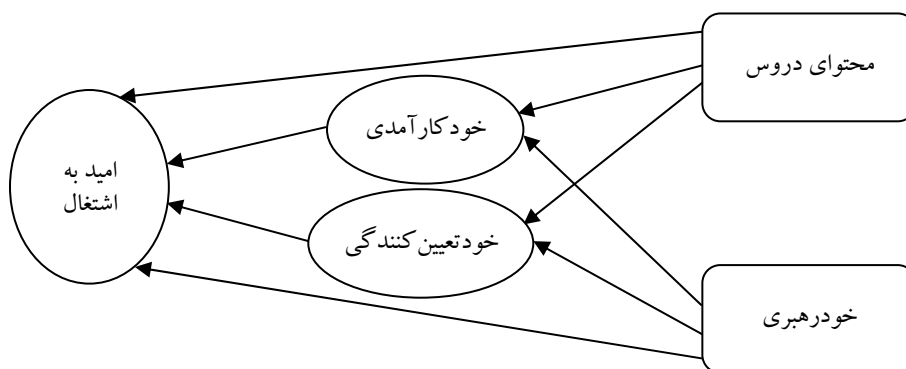 محتوای دروس
خودکارآمدی
امید به
اشتغال
خودتعیین‌کنندگی
خودرهبری